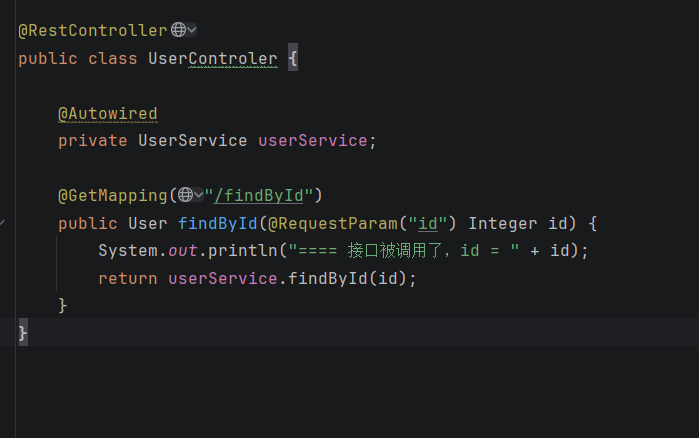 @RestController
public class UserControler {
@Autowired
private UserService userService;
@GetMapping("/findById")
public User findById(@RequestParam("id") Integer id) {
System.out.println("==== 接口被调用了，id = " + id);
return userService.findById(id);
}
}